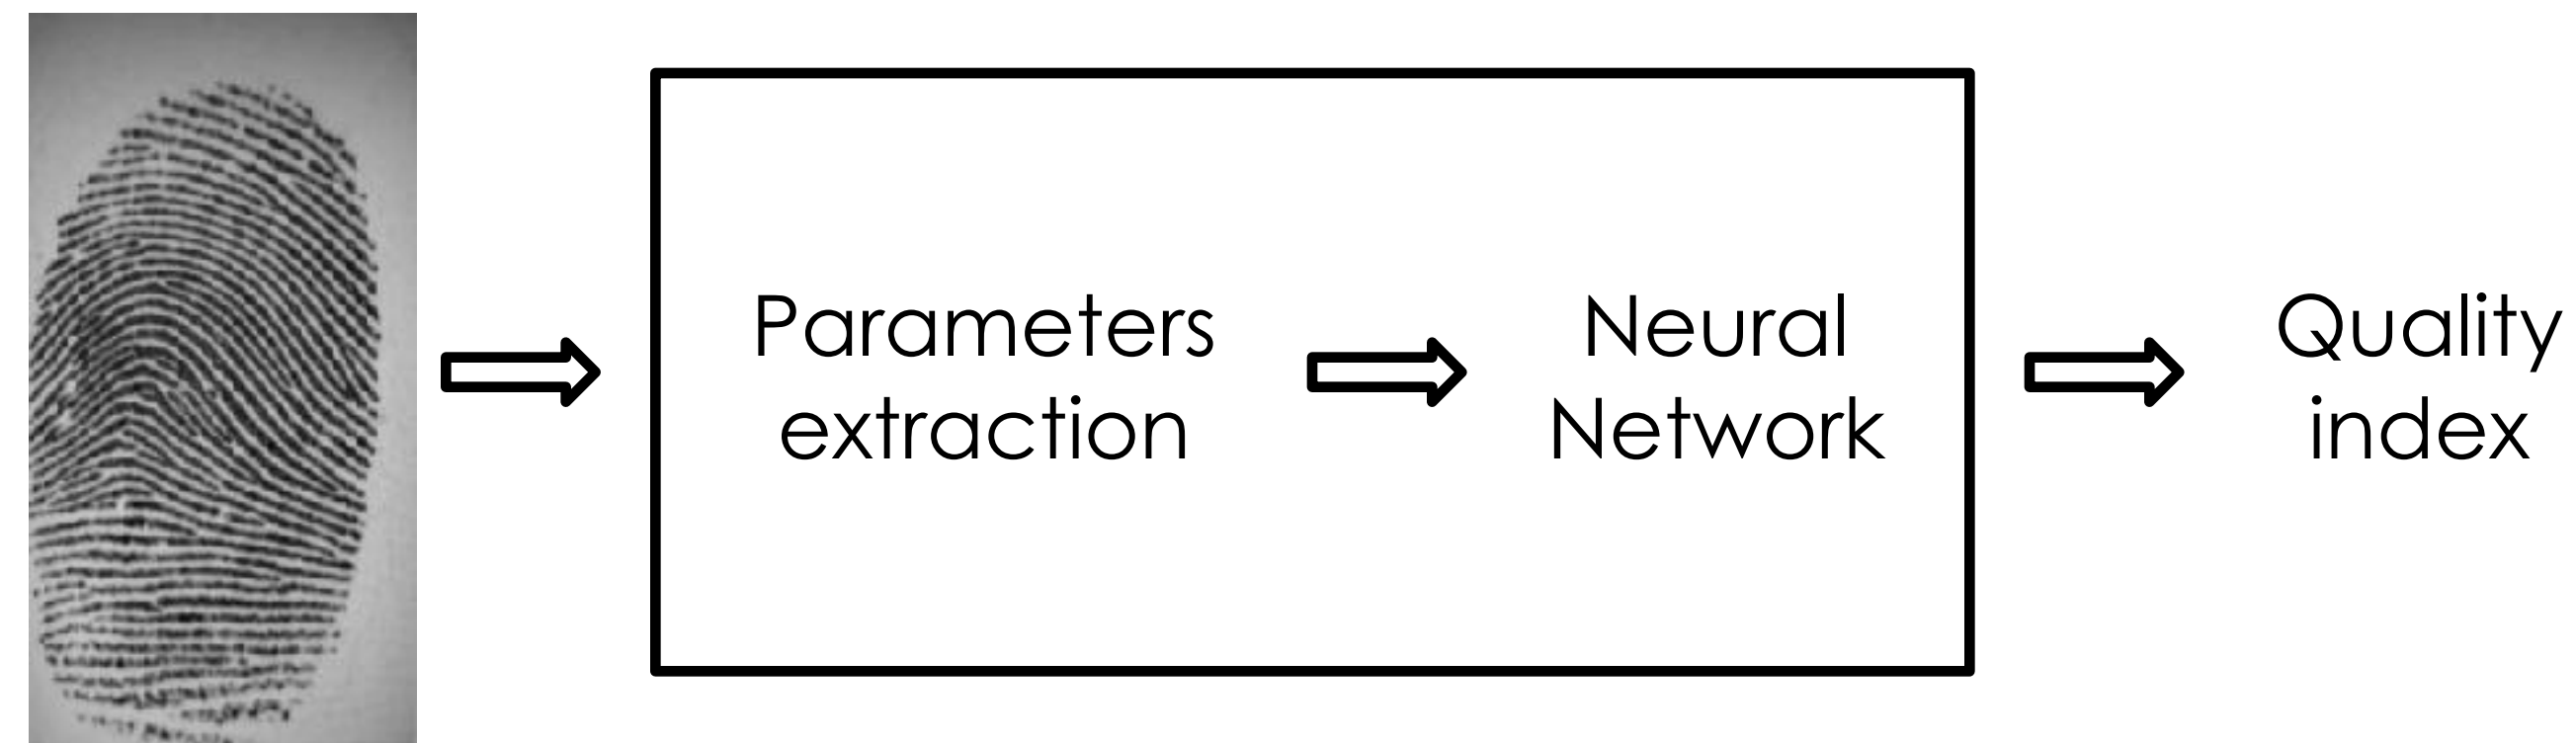 Parameters
extraction
Neural
Network
Quality
index